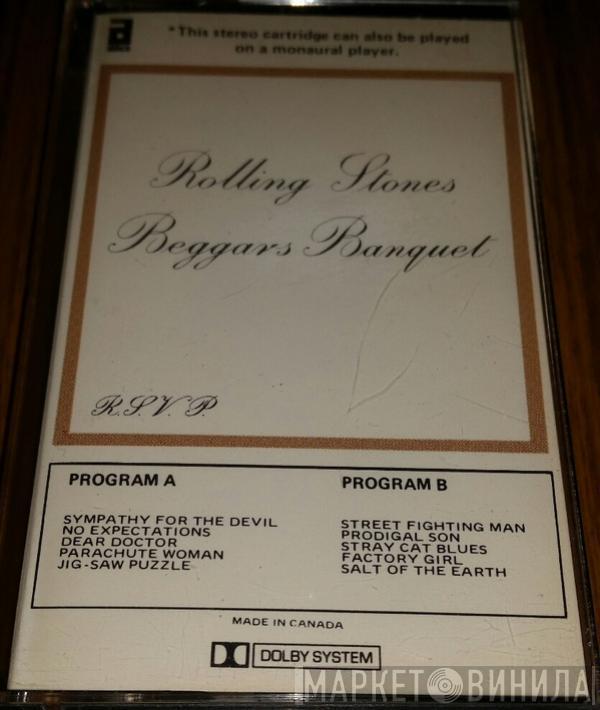 *This stereo cartridge can also be played
on a monaural player.
Rolling Stones
Beggars Banquet
R.S.V.P.
PROGRAM A
SYMPATHY FOR THE DEVIL
NO EXPECTATIONS
DEAR DOCTOR
PARACHUTE WOMAN
JIG-SAW PUZZLE
PROGRAM B
STREET FIGHTING MAN
PRODIGAL SON
STRAY CAT BLUES
FACTORY GIRL
SALT OF THE EARTH
MADE IN CANADA
DOLBY SYSTEM
МАРКЕТ ВИНИЛА